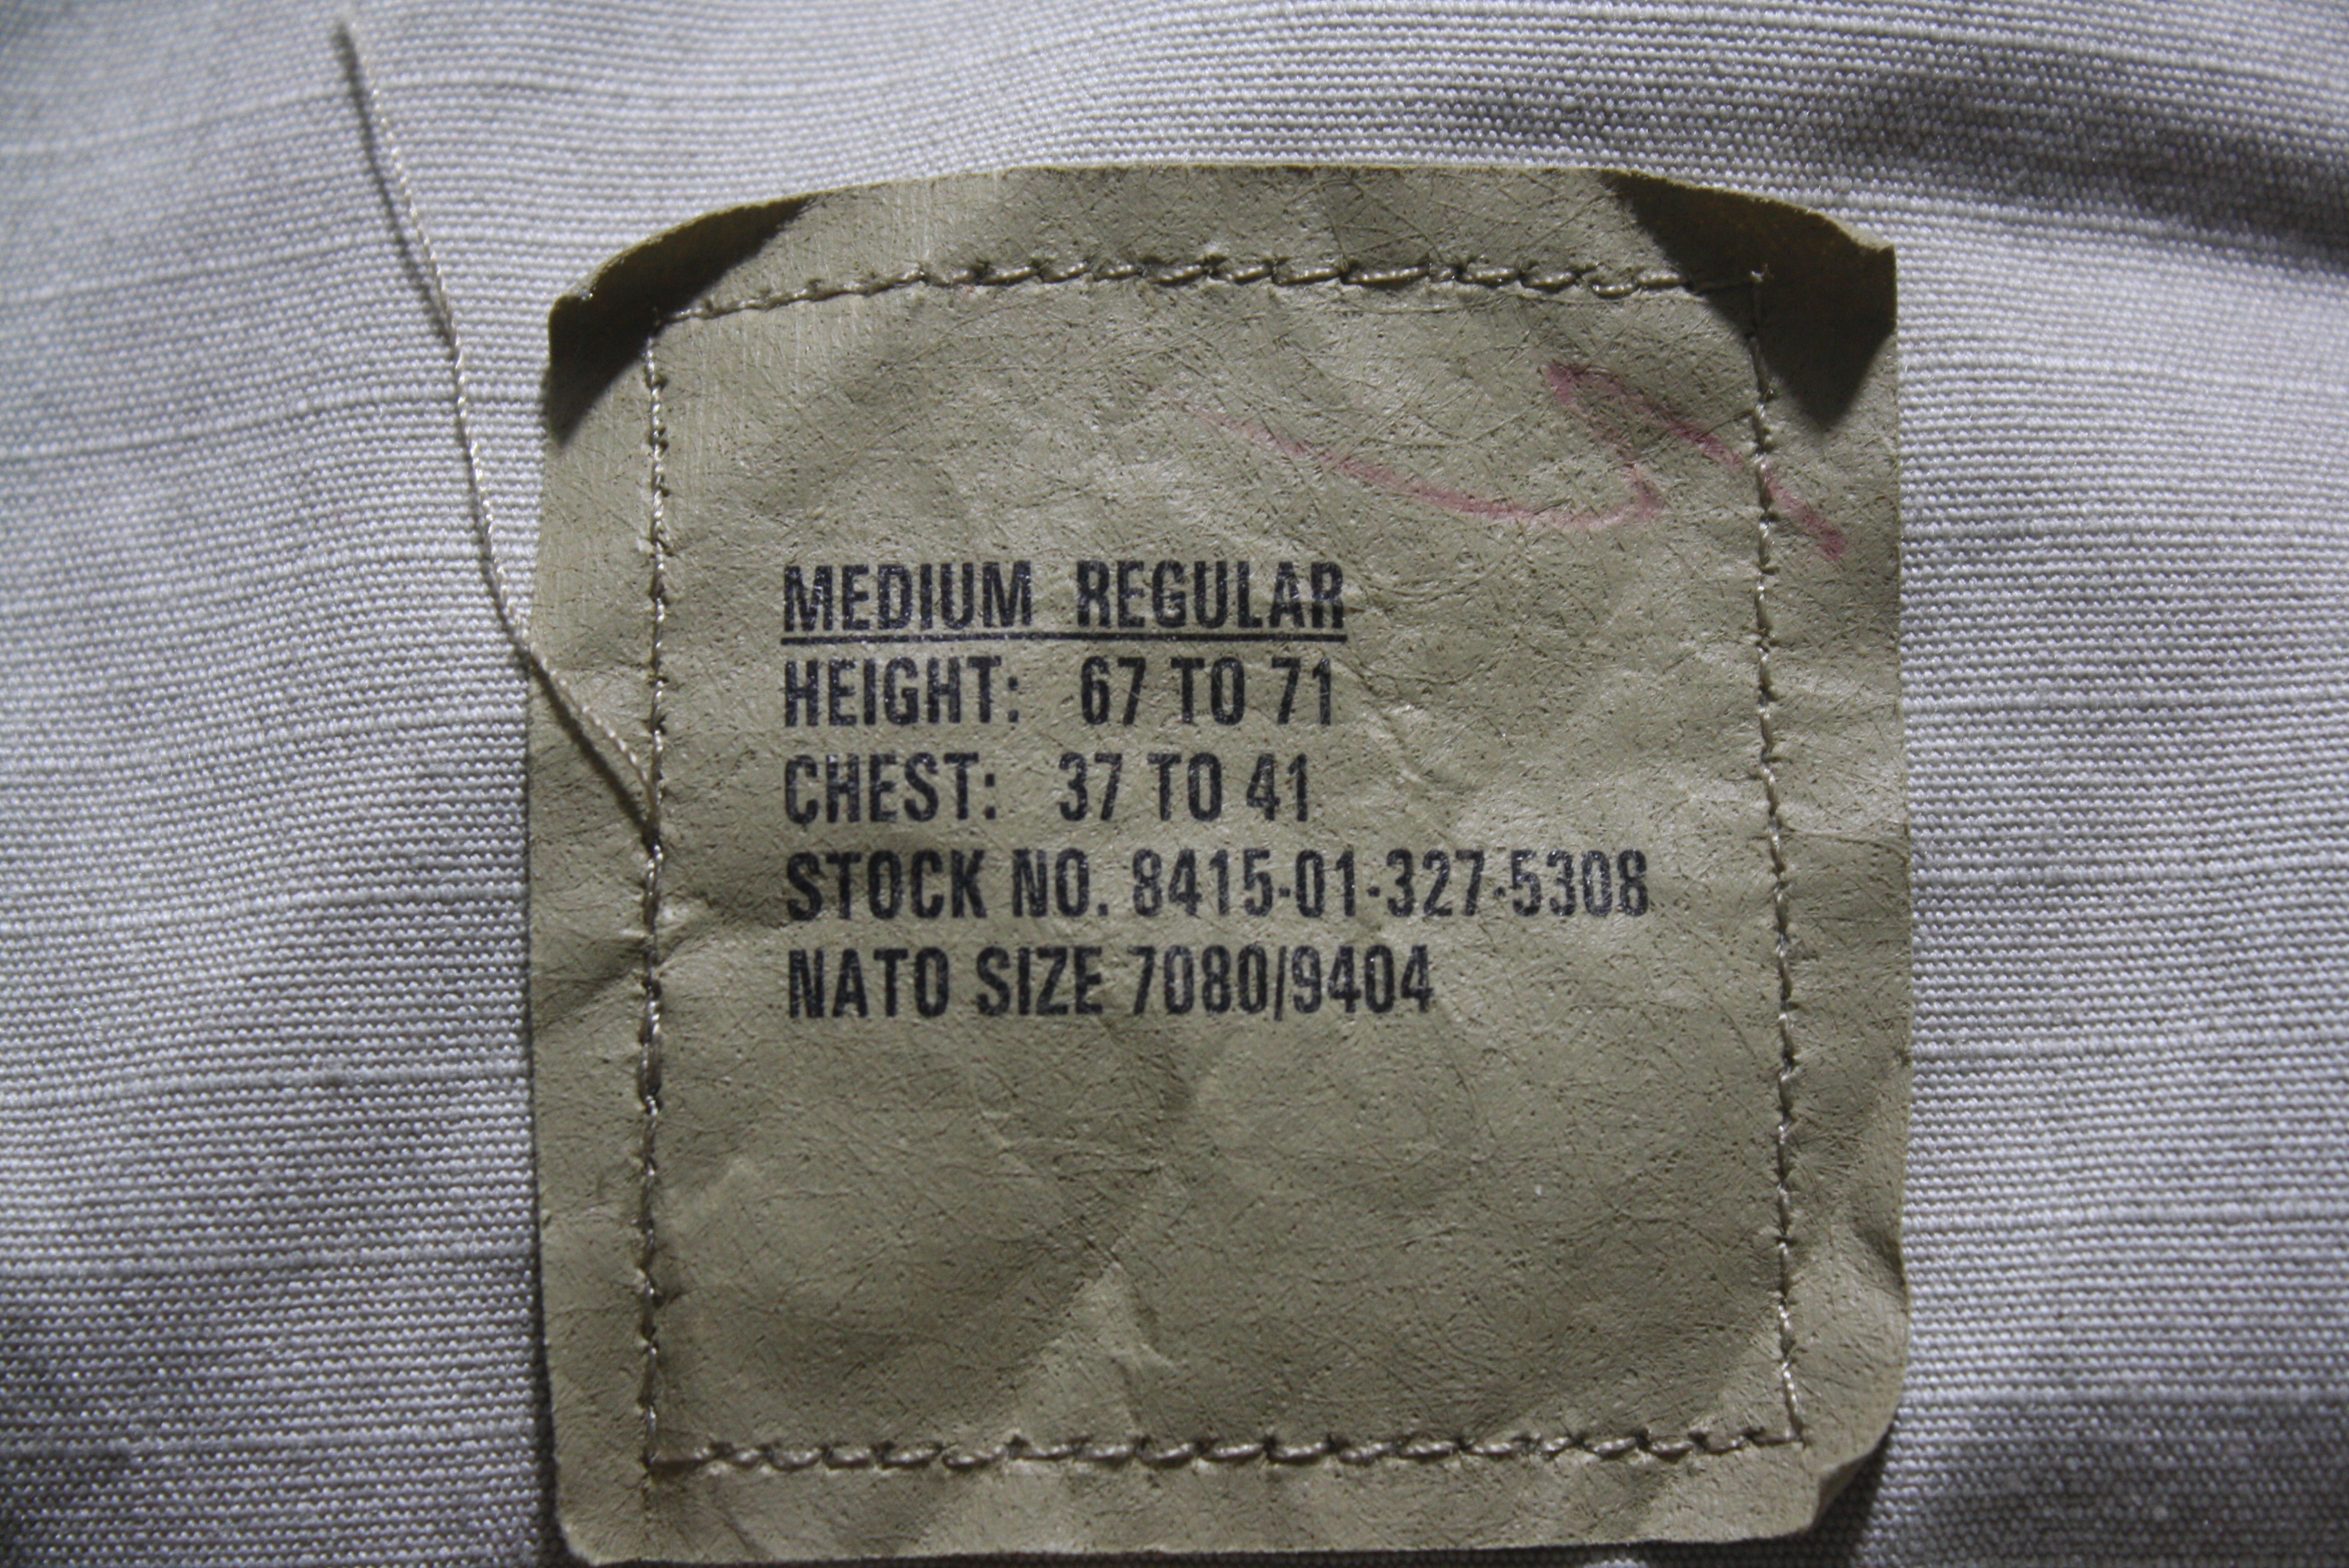 MEDIUM REGULAR
HEIGHT: 67 TO 71
CHEST: 37 TO 41
STOCK NO. 8415-01-327-5308
NATO SIZE 7080/9404